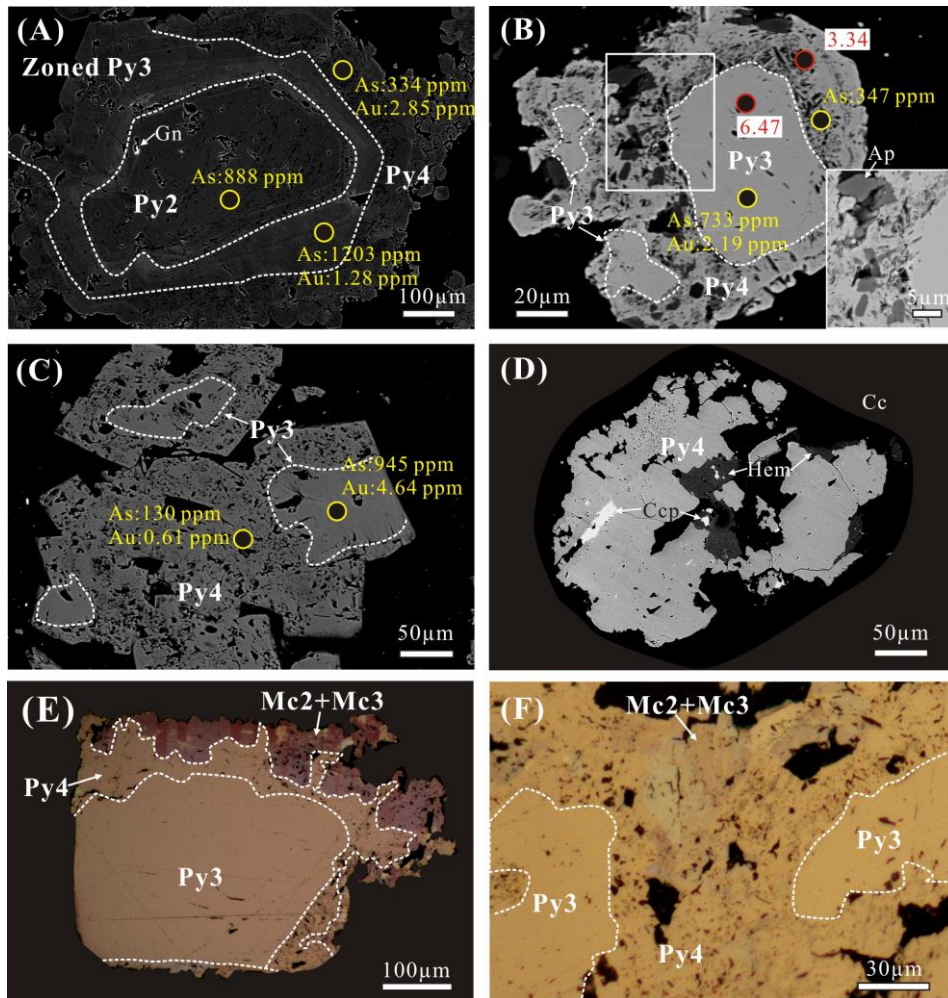 (A)
Zoned Py3
As:334 ppm
Au:2.85 ppm
Gn
Py4
As:888 ppm
Py2
As:1203 ppm
Au:1.28 ppm
100μm
(B)
3.34
As:347 ppm
6.47
Ap
Py3
Py3
As:733 ppm
Au:2.19 ppm
Py4
20μm
5μm
(C)
Py3
As:945 ppm
Au:4.64 ppm
As:130 ppm
Au:0.61 ppm
Py4
50μm
(D)
Cc
Py4
Hem
Ccp
50μm
(E)
Mc2+Mc3
Py4
Py3
100μm
(F)
Mc2+Mc3
Py3
Py3
Py4
30μm